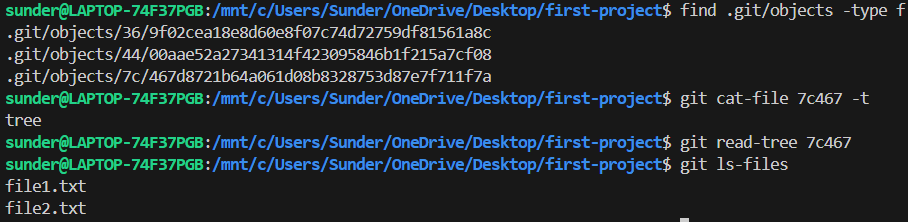 sunder@LAPTOP-74F37PGB:/mnt/c/Users/Sunder/OneDrive/Desktop/first-project$ find .git/objects -type f
.git/objects/36/9f02cea18e8d60e8f07c74d72759df81561a8c
.git/objects/44/00aae52a27341314f423095846b1f215a7cf08
.git/objects/7c/467d8721b64a061d08b8328753d87e7f711f7a
sunder@LAPTOP-74F37PGB:/mnt/c/Users/Sunder/OneDrive/Desktop/first-project$ git cat-file 7c467 -t
tree
sunder@LAPTOP-74F37PGB:/mnt/c/Users/Sunder/OneDrive/Desktop/first-project$ git read-tree 7c467
sunder@LAPTOP-74F37PGB:/mnt/c/Users/Sunder/OneDrive/Desktop/first-project$ git ls-files
file1.txt
file2.txt